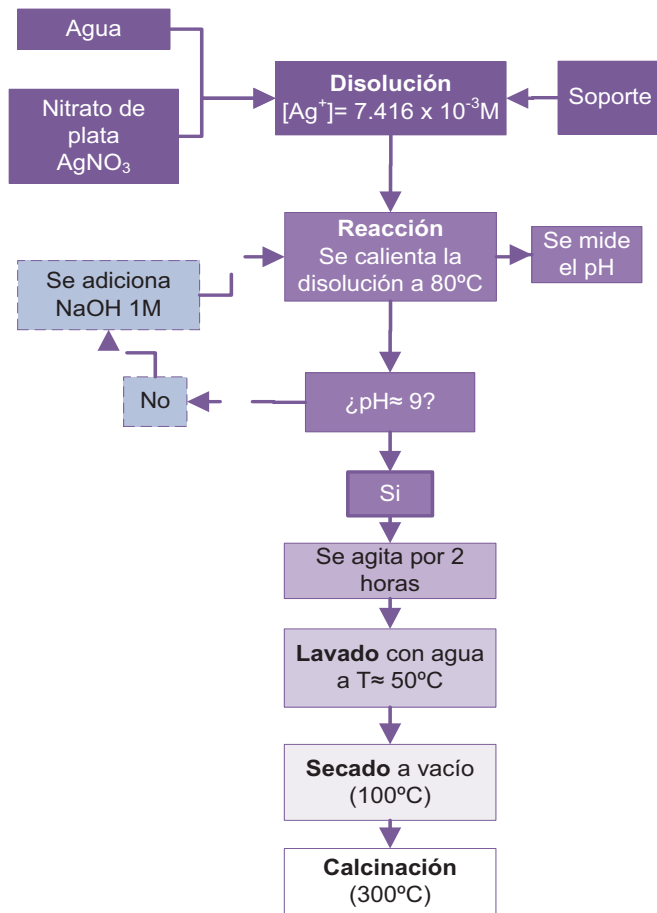 Agua
Nitrato de
plata
AgNO₃
Disolución
[Ag⁺]= 7.416 x 10⁻³M
Soporte
Reacción
Se calienta la
disolución a 80ºC
Se mide
el pH
Se adiciona
NaOH 1M
No
¿pH≈ 9?
Si
Se agita por 2
horas
Lavado con agua
a T≈ 50ºC
Secado a vacío
(100ºC)
Calcinación
(300ºC)